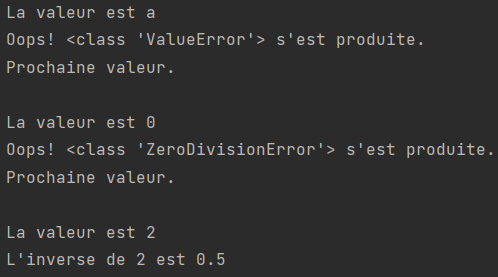 La valeur est a
Oops! <class 'ValueError'> s'est produite.
Prochaine valeur.
La valeur est 0
Oops! <class 'ZeroDivisionError'> s'est produite.
Prochaine valeur.
La valeur est 2
L'inverse de 2 est 0.5